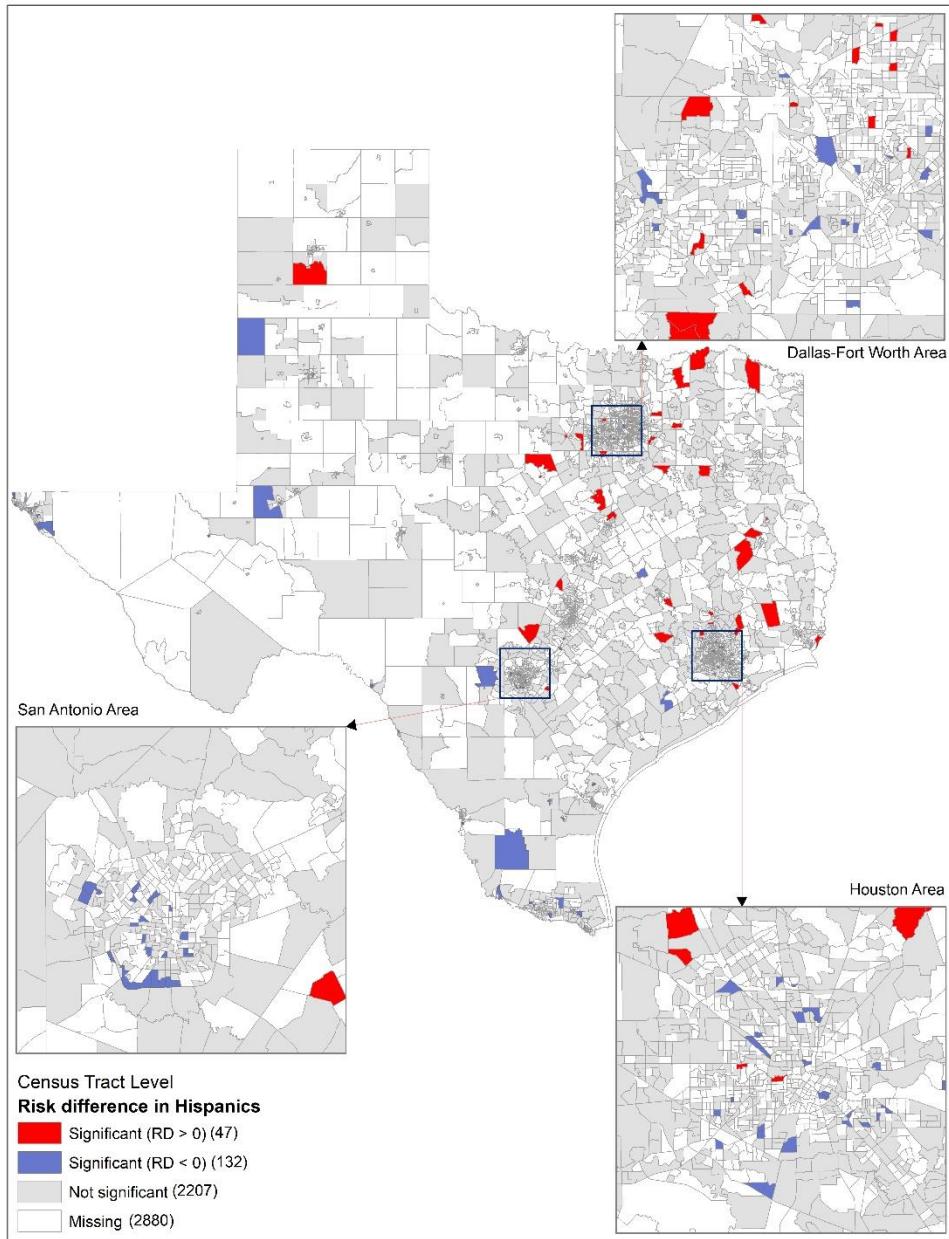 Dallas-Fort Worth Area
San Antonio Area
Houston Area
Census Tract Level
Risk difference in Hispanics
Significant (RD > 0) (47)
Significant (RD < 0) (132)
Not significant (2207)
Missing (2880)